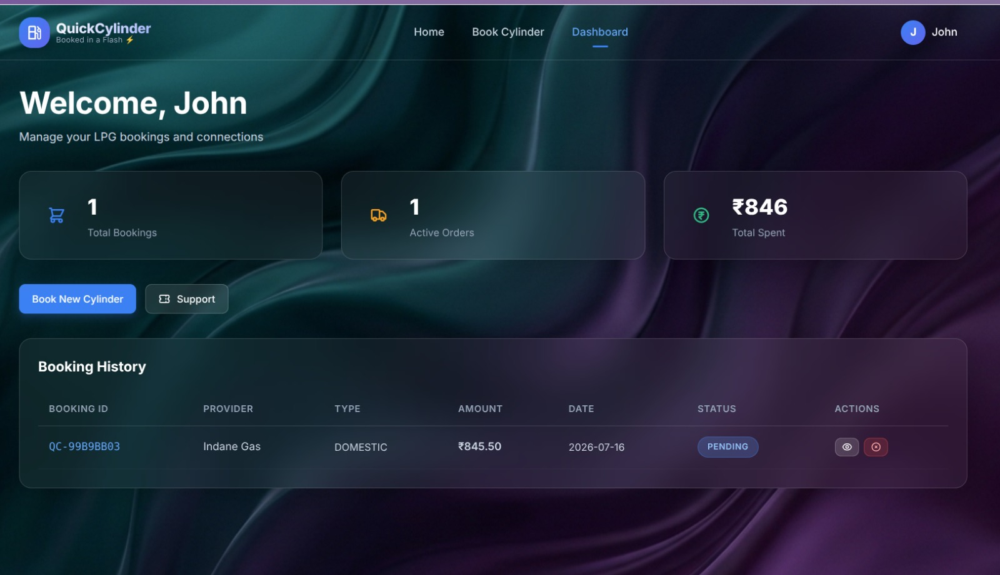 QuickCylinder
Booked in a Flash ⚡
Home
Book Cylinder
Dashboard
J
John
Welcome, John
Manage your LPG bookings and connections
1
Total Bookings
1
Active Orders
₹846
Total Spent
Book New Cylinder
Support
Booking History
BOOKING ID PROVIDER TYPE AMOUNT DATE STATUS ACTIONS
QC-99B9BB03 Indane Gas DOMESTIC ₹845.50 2026-07-16 PENDING